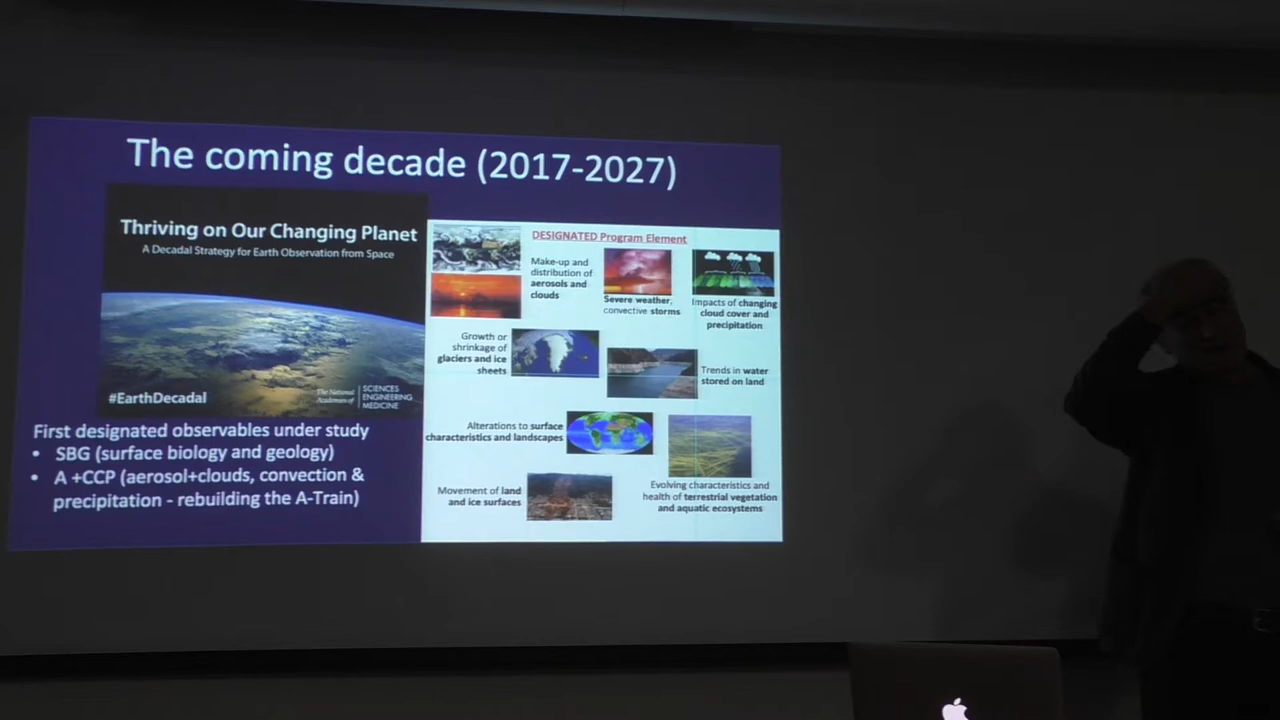 The coming decade (2017-2027)
Thriving on Our Changing Planet
A Decadal Strategy for Earth Observation from Space
#EarthDecadal
The National
Academies of
SCIENCES
ENGINEERING
MEDICINE
First designated observables under study
• SBG (surface biology and geology)
• A +CCP (aerosol+clouds, convection &
precipitation - rebuilding the A-Train)
DESIGNATED Program Element
Make-up and
distribution of
aerosols and
clouds
Severe weather,
convective storms
Impacts of changing
cloud cover and
precipitation
Growth or
shrinkage of
glaciers and ice
sheets
Trends in water
stored on land
Alterations to surface
characteristics and landscapes
Evolving characteristics and
health of terrestrial vegetation
and aquatic ecosystems
Movement of land
and ice surfaces